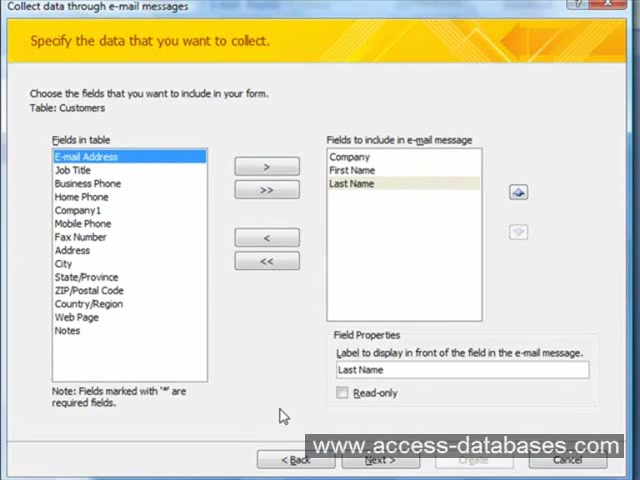 Collect data through e-mail messages
Specify the data that you want to collect.
Choose the fields that you want to include in your form.
Table: Customers
Fields in table
E-mail Address
Job Title
Business Phone
Home Phone
Company1
Mobile Phone
Fax Number
Address
City
State/Province
ZIP/Postal Code
Country/Region
Web Page
Notes
Note: Fields marked with '*' are
required fields.
>
>>
<
<<
Fields to include in e-mail message
Company
First Name
Last Name
Field Properties
Label to display in front of the field in the e-mail message.
Last Name
Read-only
www.access-databases.com
< Back
Next >
Create
Cancel